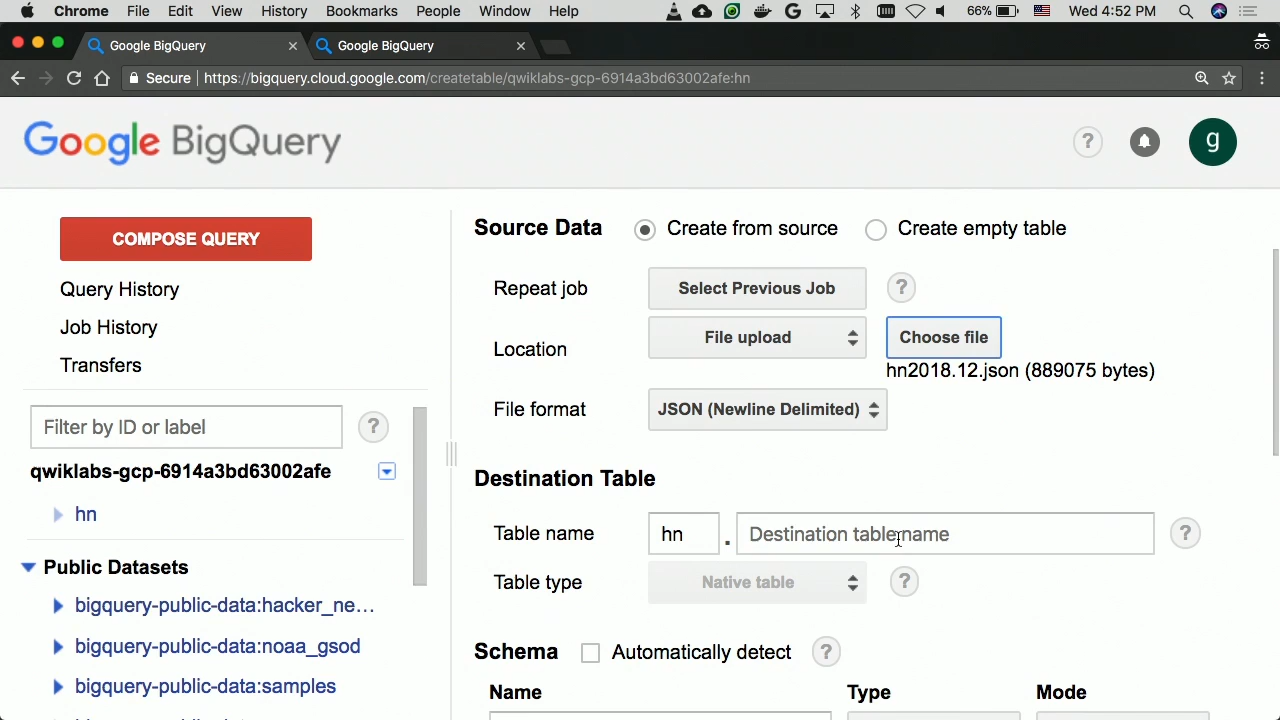 Chrome File Edit View History Bookmarks People Window Help 66% Wed 4:52 PM
Google BigQuery Google BigQuery
Secure https://bigquery.cloud.google.com/createtable/qwiklabs-gcp-6914a3bd63002afe:hn
Google BigQuery ? g
COMPOSE QUERY
Query History
Job History
Transfers
Filter by ID or label ?
qwiklabs-gcp-6914a3bd63002afe
hn
Public Datasets
bigquery-public-data:hacker_ne...
bigquery-public-data:noaa_gsod
bigquery-public-data:samples
Source Data Create from source Create empty table
Repeat job Select Previous Job ?
Location File upload Choose file
hn2018.12.json (889075 bytes)
File format JSON (Newline Delimited)
Destination Table
Table name hn . Destination table name ?
Table type Native table ?
Schema Automatically detect ?
Name Type Mode